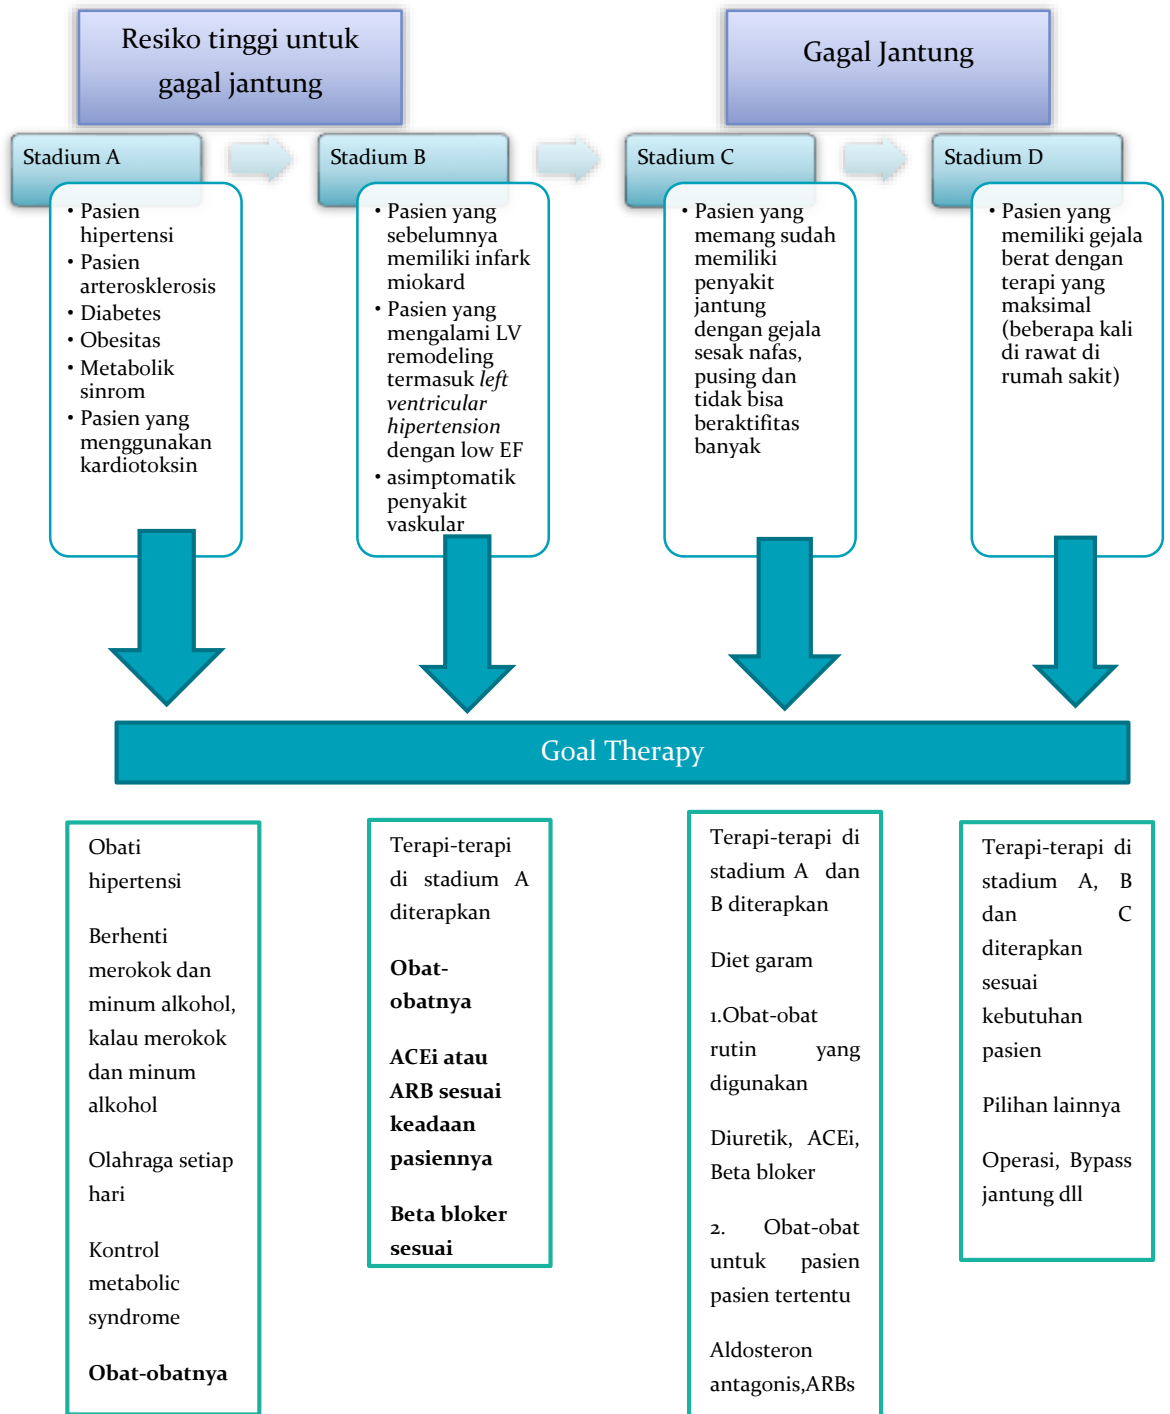 Resiko tinggi untuk
gagal jantung
Gagal Jantung
Stadium A
• Pasien
hipertensi
• Pasien
arterosklerosis
• Diabetes
• Obesitas
• Metabolik
sinrom
• Pasien yang
menggunakan
kardiotoksin
Stadium B
• Pasien yang
sebelumnya
memiliki infark
miokard
• Pasien yang
mengalami LV
remodeling
termasuk left
ventricular
hipertension
dengan low EF
• asimptomatik
penyakit
vaskular
Stadium C
• Pasien yang
memang sudah
memiliki
penyakit
jantung
dengan gejala
sesak nafas,
pusing dan
tidak bisa
beraktifitas
banyak
Stadium D
• Pasien yang
memiliki gejala
berat dengan
terapi yang
maksimal
(beberapa kali
di rawat di
rumah sakit)
Goal Therapy
Obati
hipertensi
Berhenti
merokok dan
minum alkohol,
kalau merokok
dan minum
alkohol
Olahraga setiap
hari
Kontrol
metabolic
syndrome
Obat-obatnya
Terapi-terapi
di stadium A
diterapkan
Obat-
obatnya
ACEi atau
ARB sesuai
keadaan
pasiennya
Beta bloker
sesuai
Terapi-terapi di
stadium A dan
B diterapkan
Diet garam
1.Obat-obat
rutin yang
digunakan
Diuretik, ACEi,
Beta bloker
2. Obat-obat
untuk pasien
pasien tertentu
Aldosteron
antagonis,ARBs
Terapi-terapi di
stadium A, B
dan C
diterapkan
sesuai
kebutuhan
pasien
Pilihan lainnya
Operasi, Bypass
jantung dll